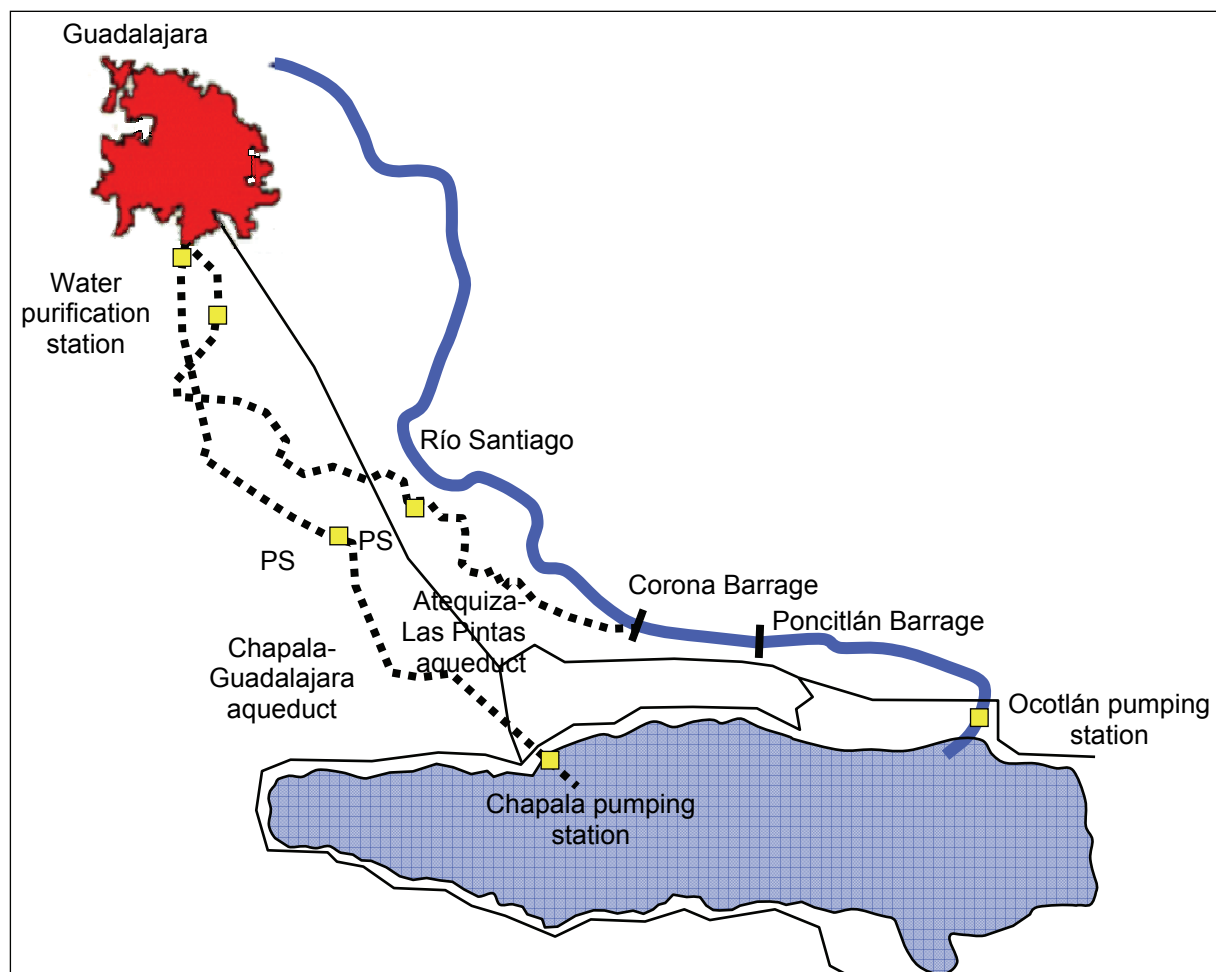 Guadalajara
Water
purification
station
Río Santiago
PS
PS
Corona Barrage
Poncitlán Barrage
Atequiza-
Las Pintas
aqueduct
Chapala-
Guadalajara
aqueduct
Ocotlán pumping
station
Chapala pumping
station